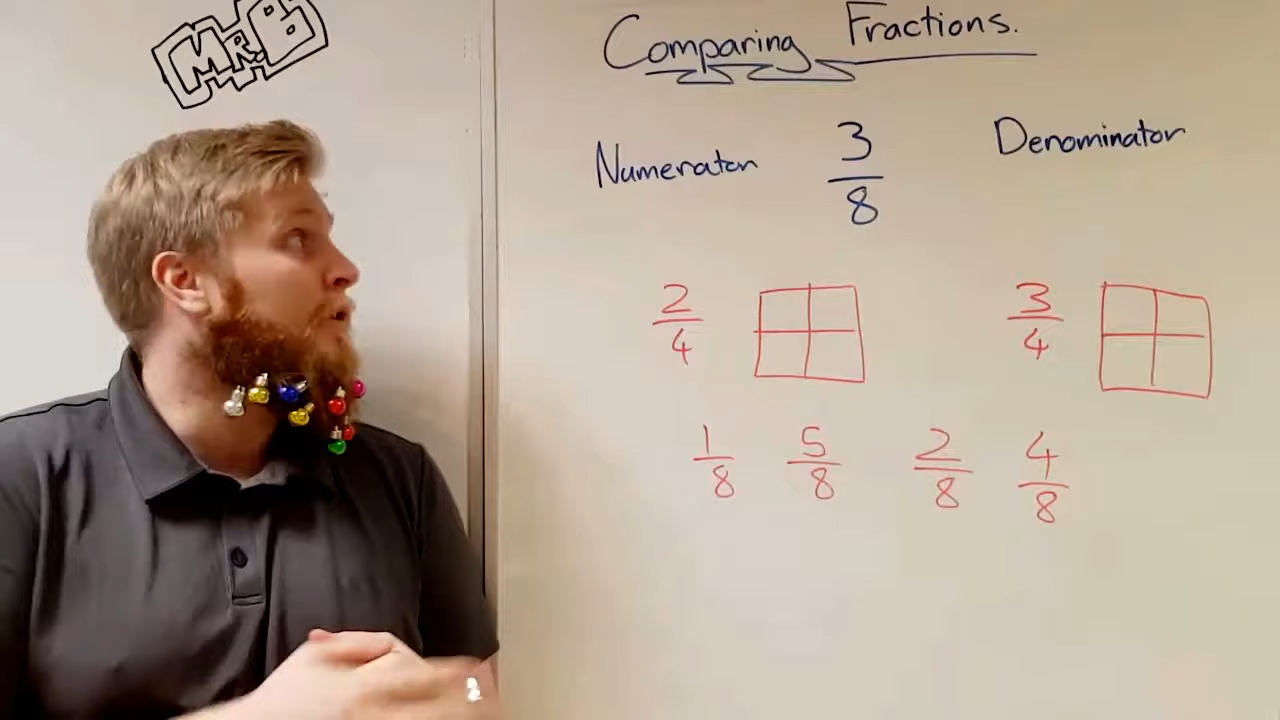 MR.B
Comparing Fractions.
Numerator 3/8 Denominator
2/4 3/4
1/8 5/8 2/8 4/8